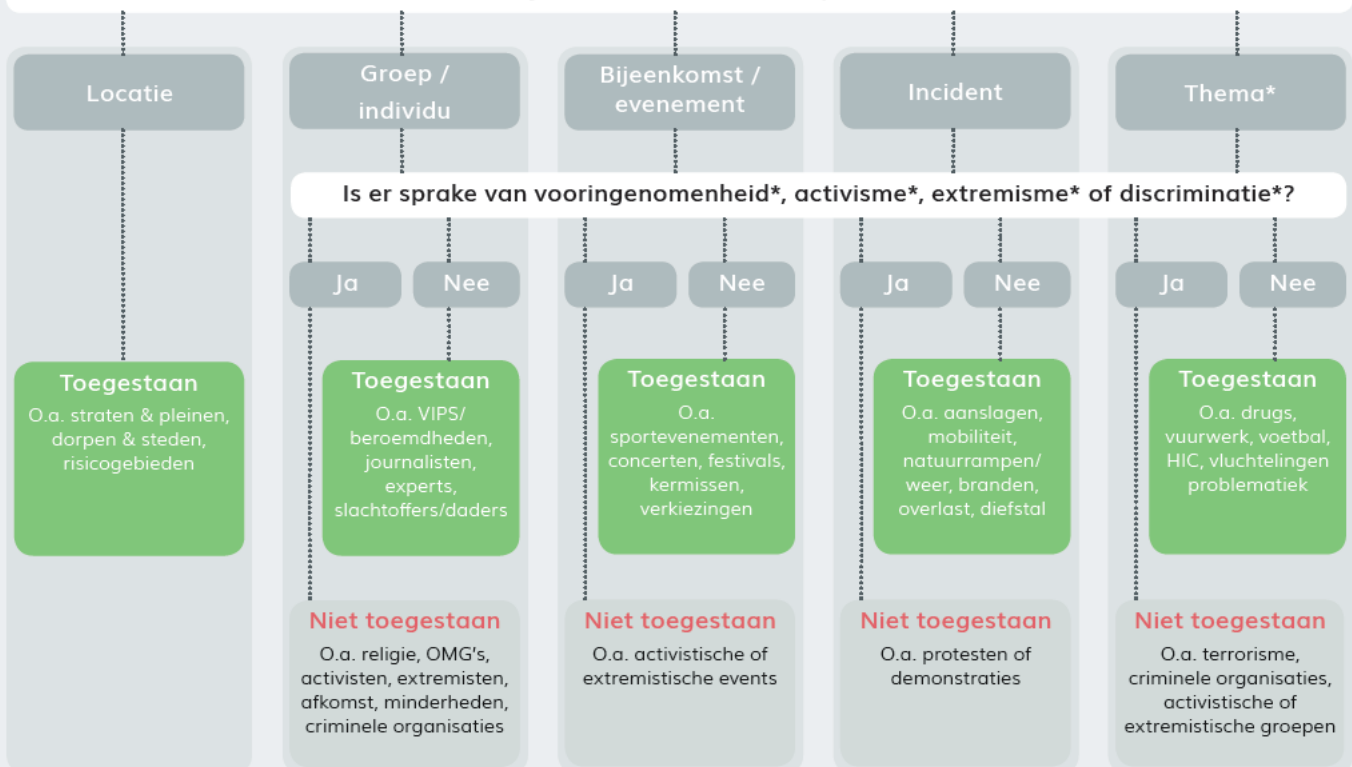 Locatie
Groep /
individu
Bijeenkomst /
evenement
Incident
Thema*
Is er sprake van vooringenomenheid*, activisme*, extremisme* of discriminatie*?
Ja
Nee
Ja
Nee
Ja
Nee
Ja
Nee
Toegestaan
O.a. straten & pleinen,
dorpen & steden,
risicogebieden
Toegestaan
O.a. VIPS/
beroemdheden,
journalisten,
experts,
slachtoffers/daders
Toegestaan
O.a.
sportevenementen,
concerten, festivals,
kermissen,
verkiezingen
Toegestaan
O.a. aanslagen,
mobiliteit,
natuurrampen/
weer, branden,
overlast, diefstal
Toegestaan
O.a. drugs,
vuurwerk, voetbal,
HIC, vluchtelingen
problematiek
Niet toegestaan
O.a. religie, OMG's,
activisten, extremisten,
afkomst, minderheden,
criminele organisaties
Niet toegestaan
O.a. activistische of
extremistische events
Niet toegestaan
O.a. protesten of
demonstraties
Niet toegestaan
O.a. terrorisme,
criminele organisaties,
activistische of
extremistische groepen